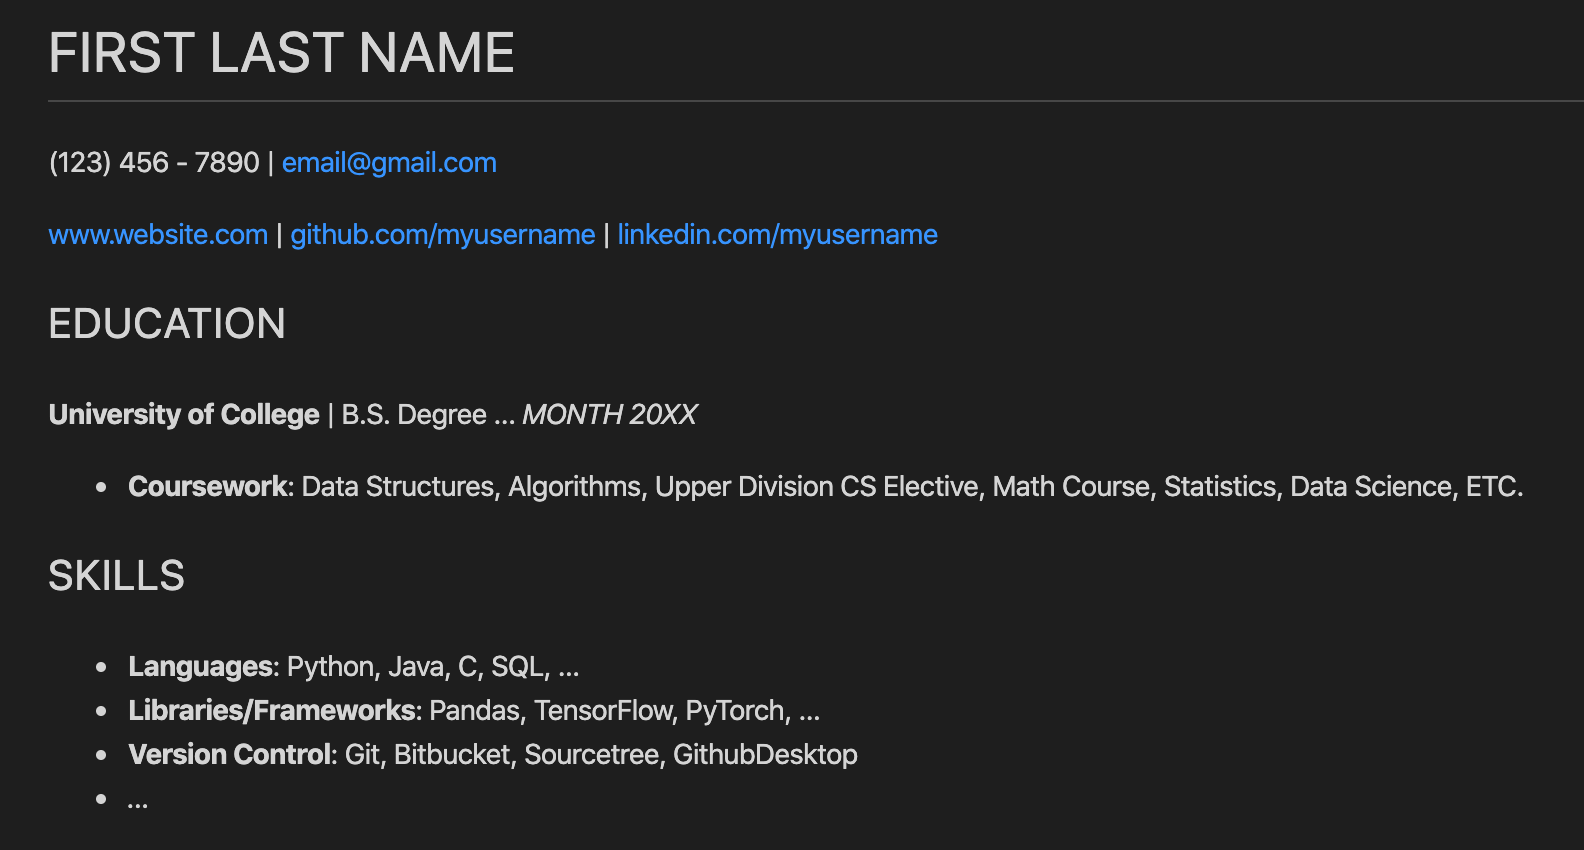 FIRST LAST NAME
(123) 456 - 7890 | email@gmail.com
www.website.com | github.com/myusername | linkedin.com/myusername
EDUCATION
University of College | B.S. Degree ... MONTH 20XX
• Coursework: Data Structures, Algorithms, Upper Division CS Elective, Math Course, Statistics, Data Science, ETC.
SKILLS
• Languages: Python, Java, C, SQL, ...
• Libraries/Frameworks: Pandas, TensorFlow, PyTorch, ...
• Version Control: Git, Bitbucket, Sourcetree, GithubDesktop
• ...